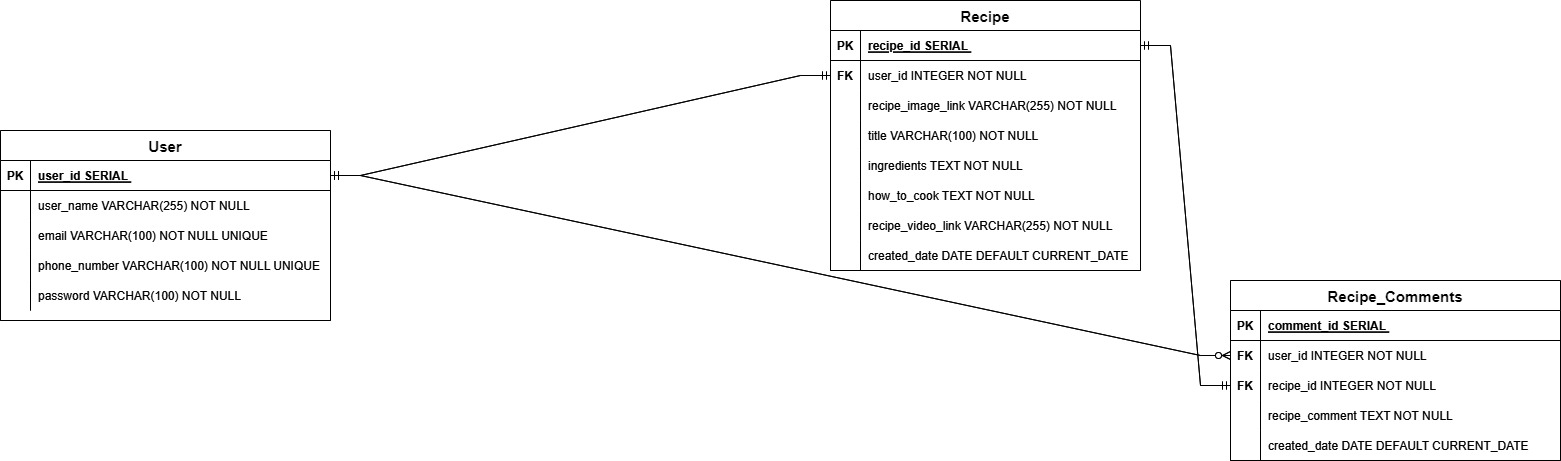 User
PK user_id SERIAL
user_name VARCHAR(255) NOT NULL
email VARCHAR(100) NOT NULL UNIQUE
phone_number VARCHAR(100) NOT NULL UNIQUE
password VARCHAR(100) NOT NULL
Recipe
PK recipe_id SERIAL
FK user_id INTEGER NOT NULL
recipe_image_link VARCHAR(255) NOT NULL
title VARCHAR(100) NOT NULL
ingredients TEXT NOT NULL
how_to_cook TEXT NOT NULL
recipe_video_link VARCHAR(255) NOT NULL
created_date DATE DEFAULT CURRENT_DATE
Recipe_Comments
PK comment_id SERIAL
FK user_id INTEGER NOT NULL
FK recipe_id INTEGER NOT NULL
recipe_comment TEXT NOT NULL
created_date DATE DEFAULT CURRENT_DATE